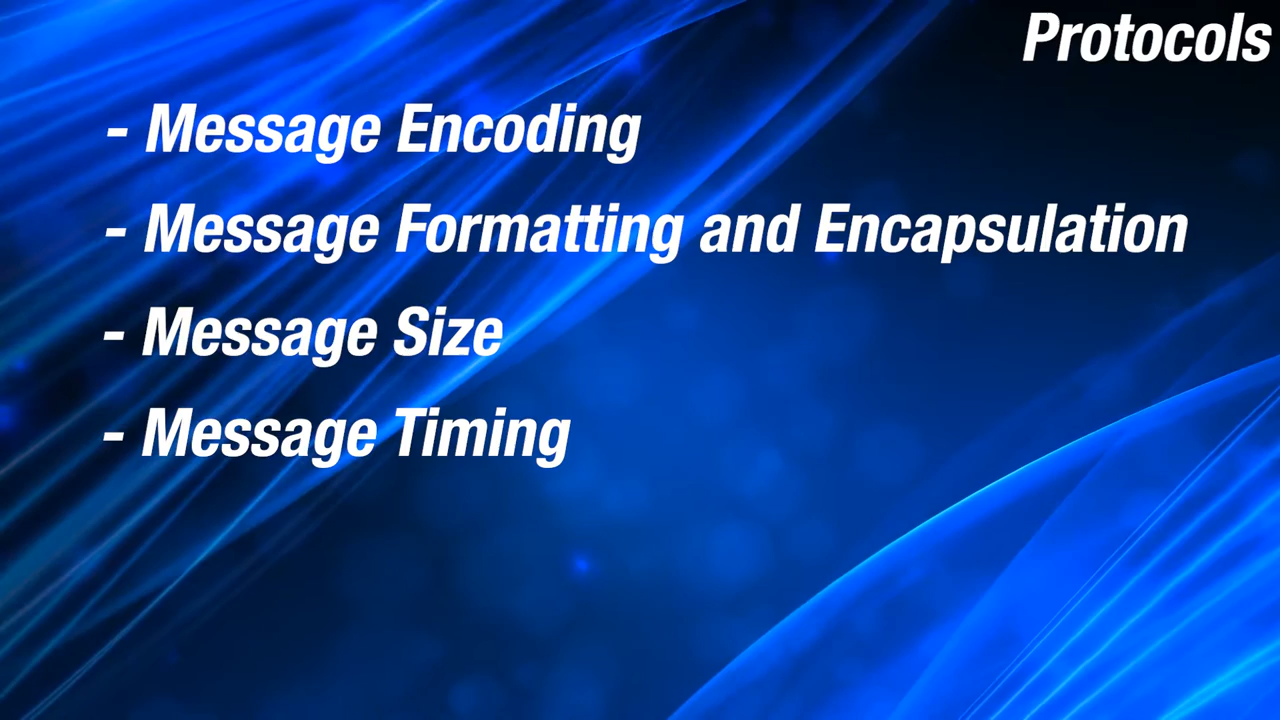 Protocols
- Message Encoding
- Message Formatting and Encapsulation
- Message Size
- Message Timing